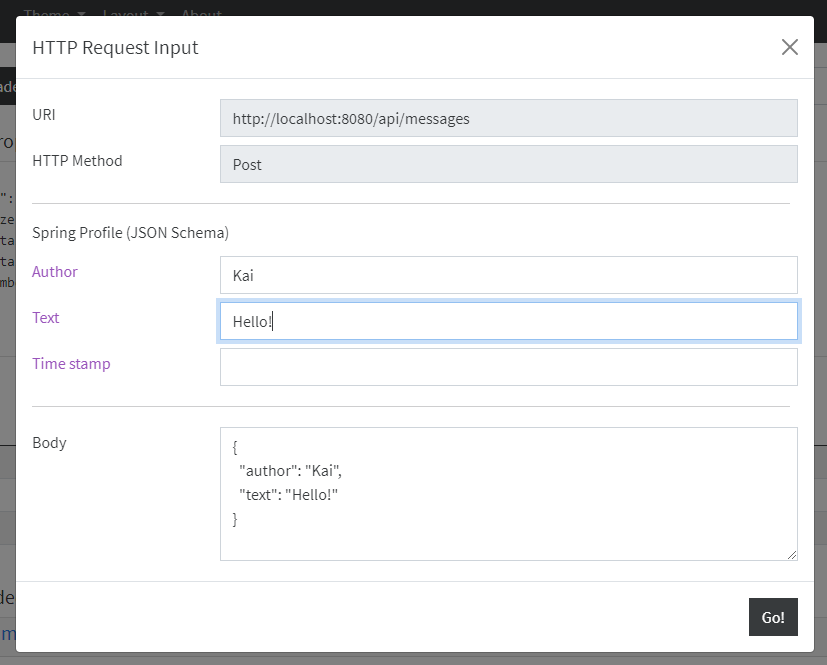 Theme Layout About
HTTP Request Input
URI
http://localhost:8080/api/messages
HTTP Method
Post
Spring Profile (JSON Schema)
Author
Kai
Text
Hello!
Time stamp
Body
{
"author": "Kai",
"text": "Hello!"
}
Go!